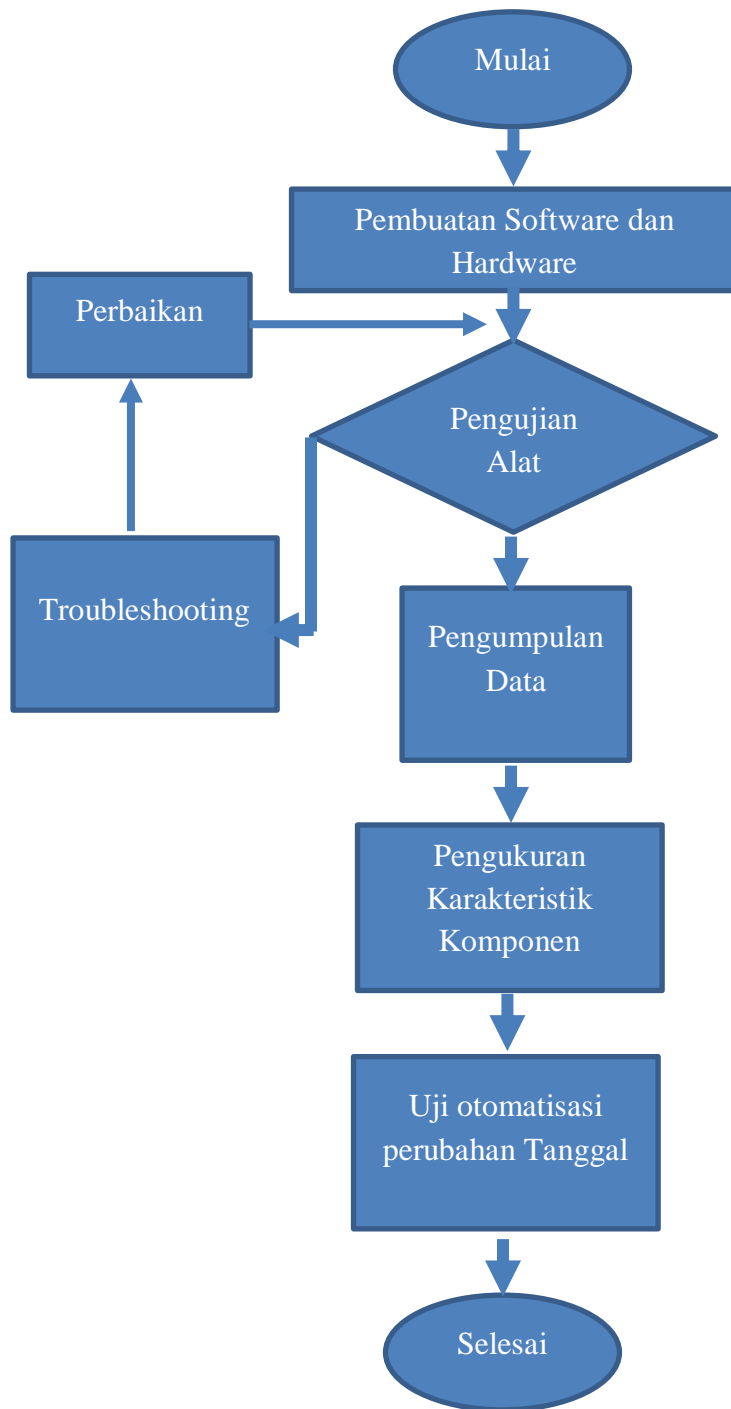 Mulai
Pembuatan Software dan
Hardware
Perbaikan
Pengujian
Alat
Troubleshooting
Pengumpulan
Data
Pengukuran
Karakteristik
Komponen
Uji otomatisasi
perubahan Tanggal
Selesai